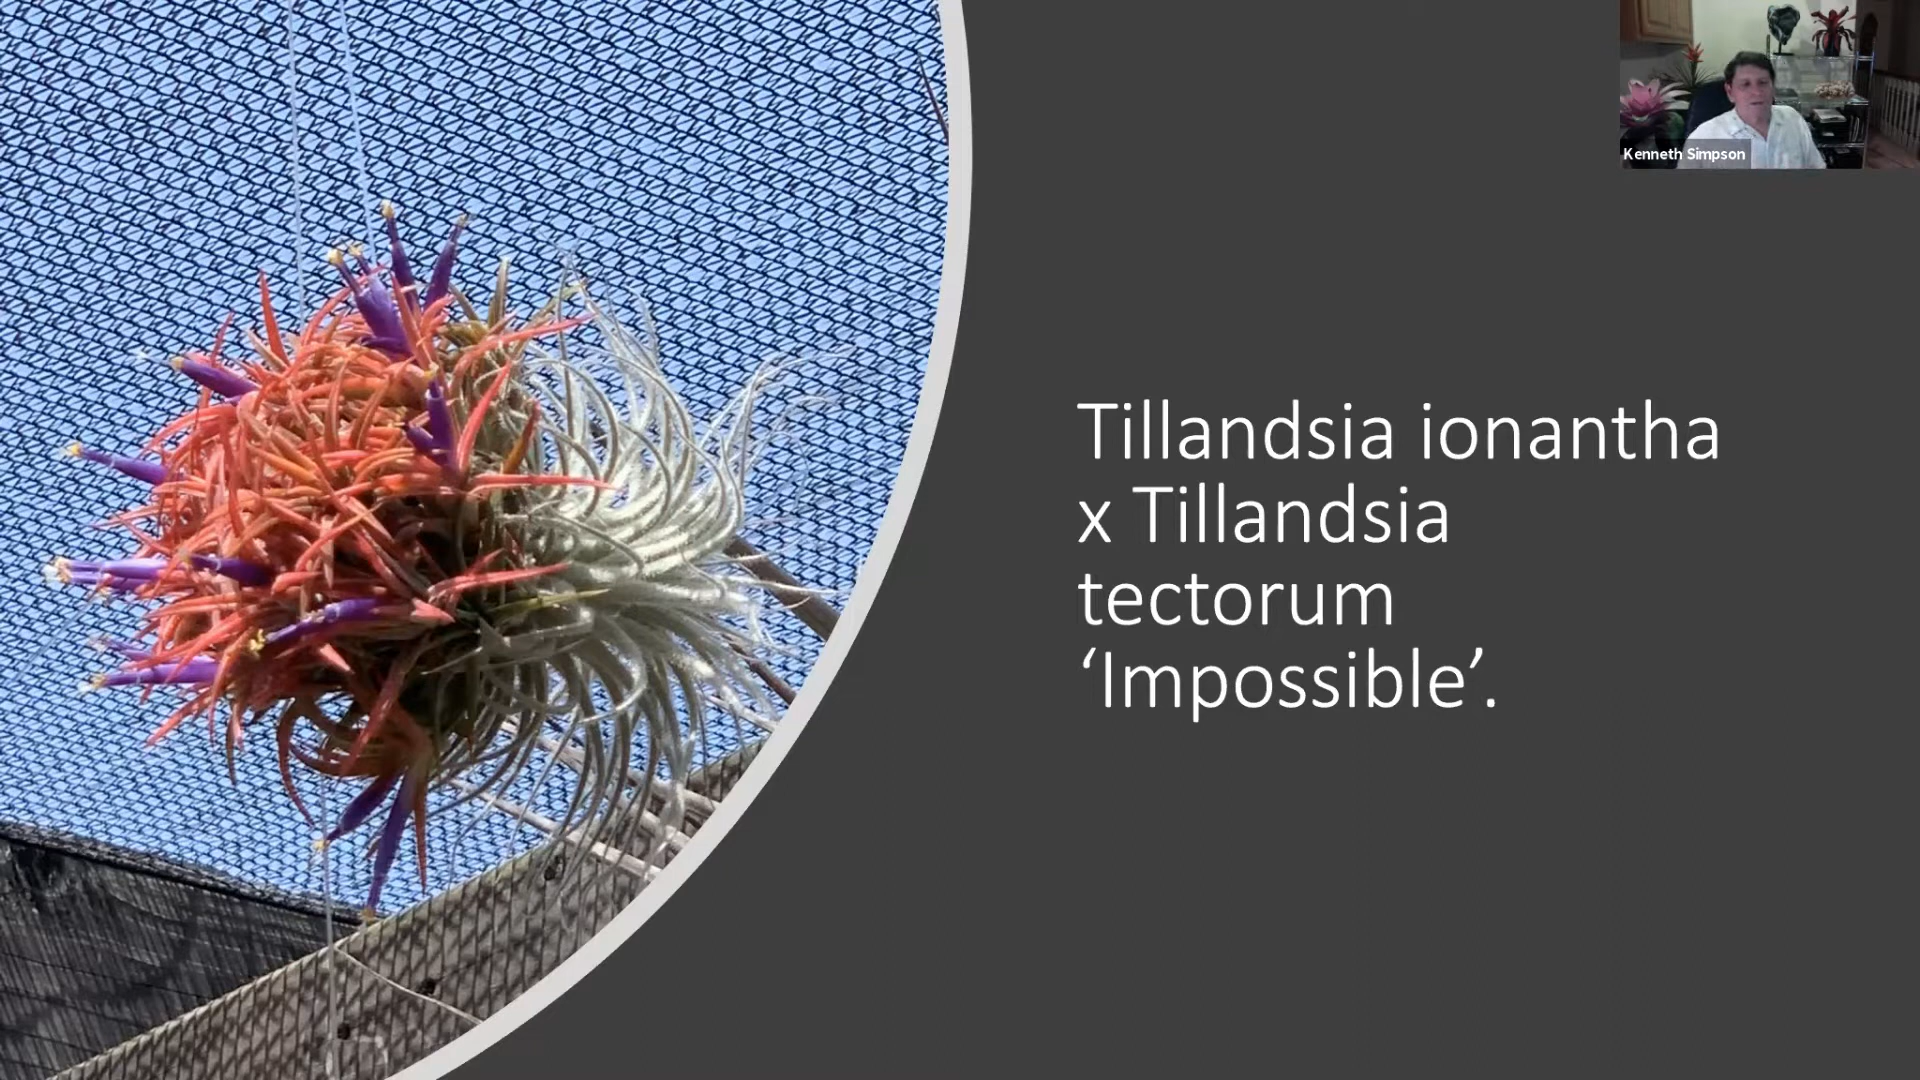 Kenneth Simpson
Tillandsia ionantha
x Tillandsia
tectorum
‘Impossible’.